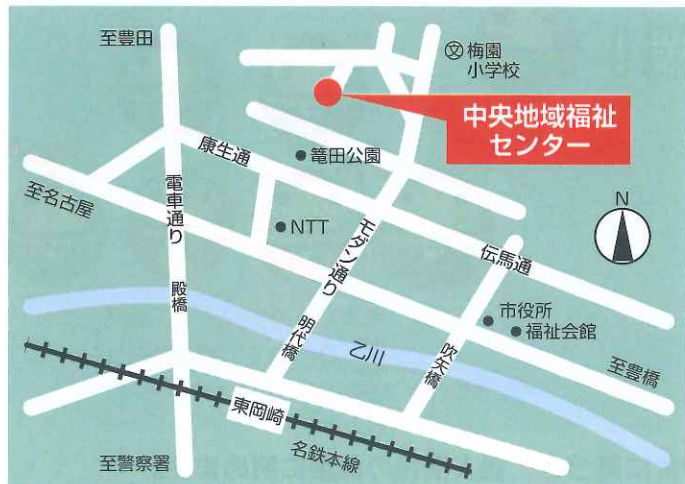 至豊田
梅園
小学校
文
中央地域福祉
センター
康生通
籠田公園
至名古屋
電車通り
NTT
モダン通り
伝馬通
N
殿橋
明代橋
乙川
吹矢橋
市役所
福祉会館
至豊橋
東岡崎
名鉄本線
至警察署